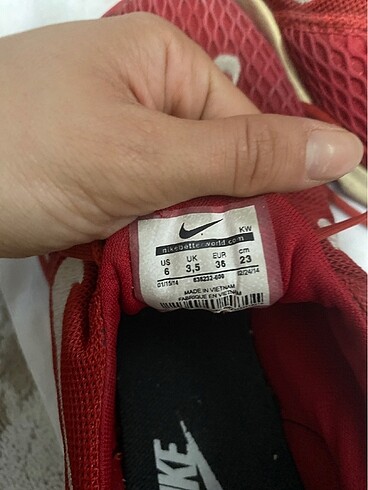 KW
nikebetterworld.com
US UK EUR cm
6 3,5 36 23
01/15/14 02/24/14
MADE IN VIETNAM
FABRIQUE EN VIETNAM
NIKE